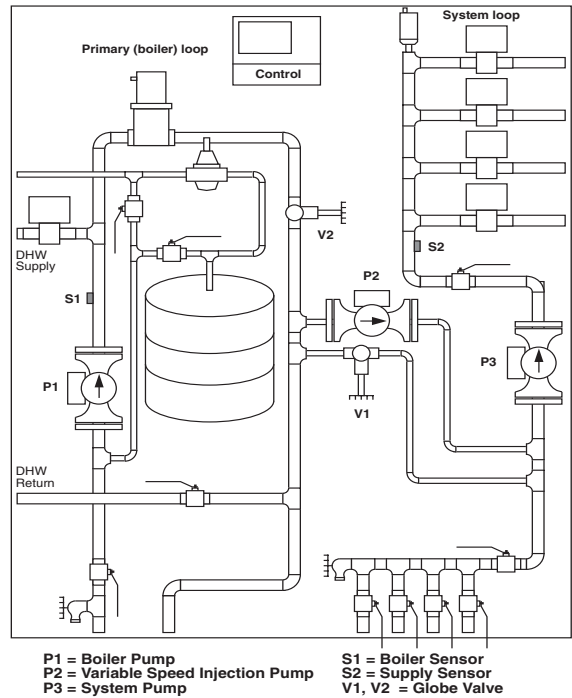 System loop
Primary (boiler) loop
Control
V2
DHW
Supply
S2
P2
S1
P3
P1
V1
DHW
Return
P1 = Boiler Pump
P2 = Variable Speed Injection Pump
P3 = System Pump
S1 = Boiler Sensor
S2 = Supply Sensor
V1, V2 = Globe Valve